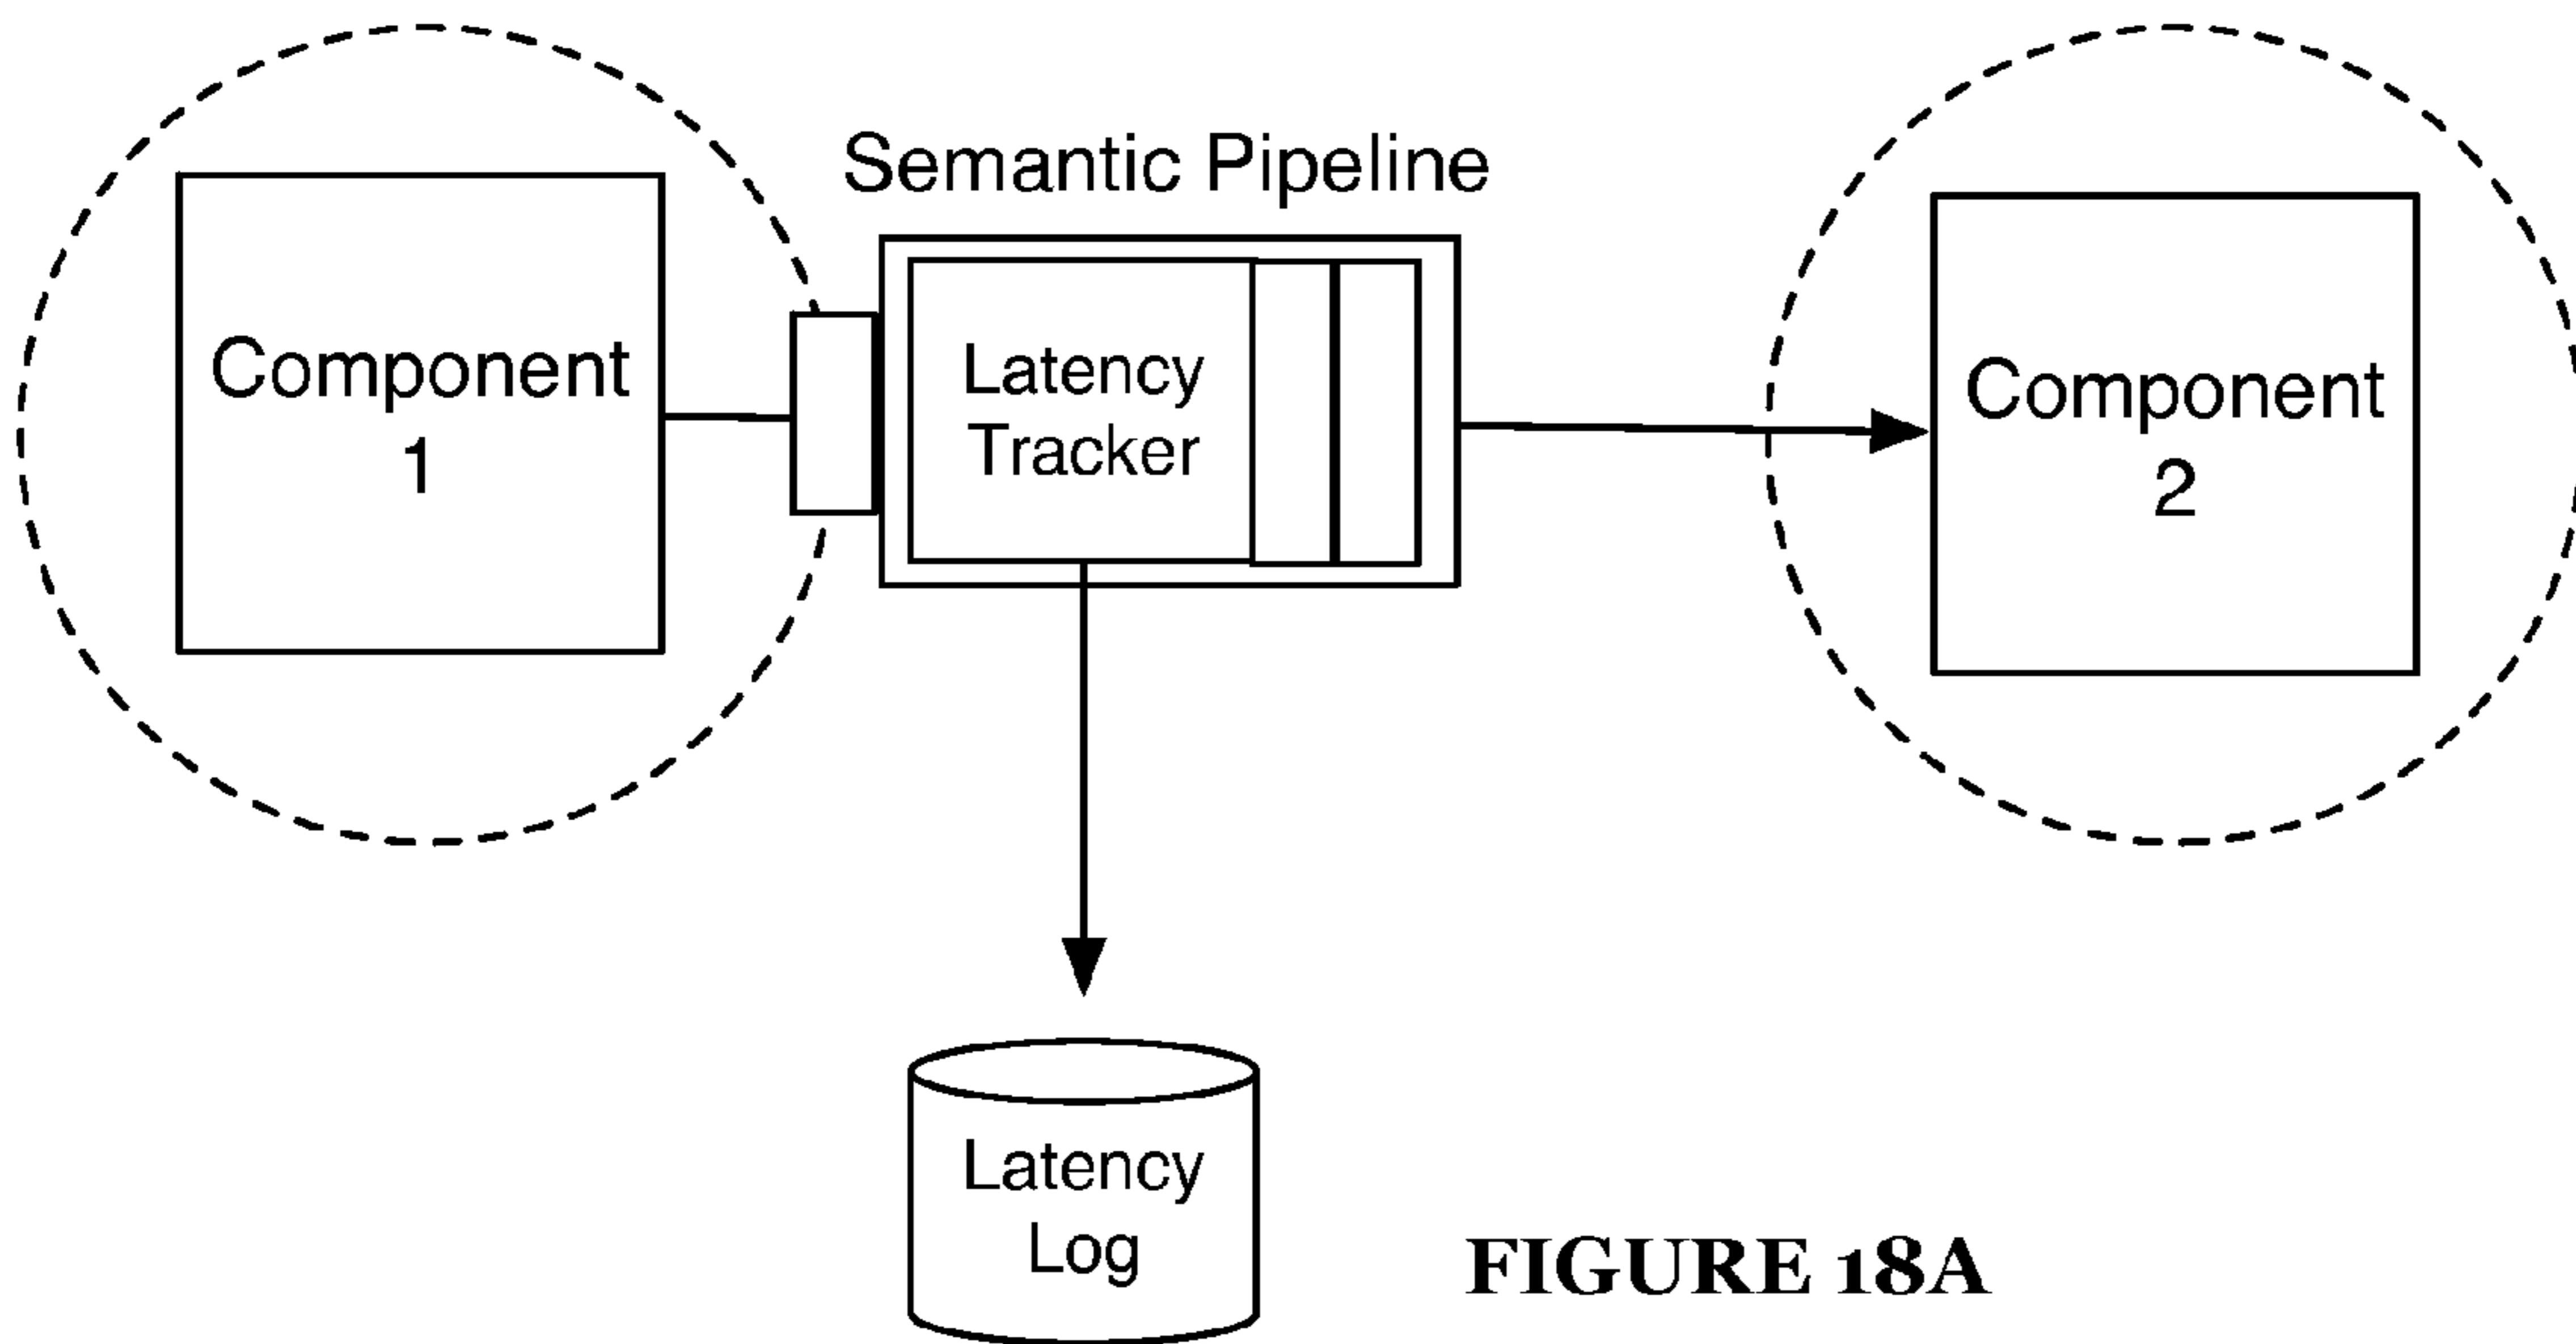 Semantic Pipeline
Component
1
Latency
Tracker
Component
2
Latency
Log
FIGURE 18A